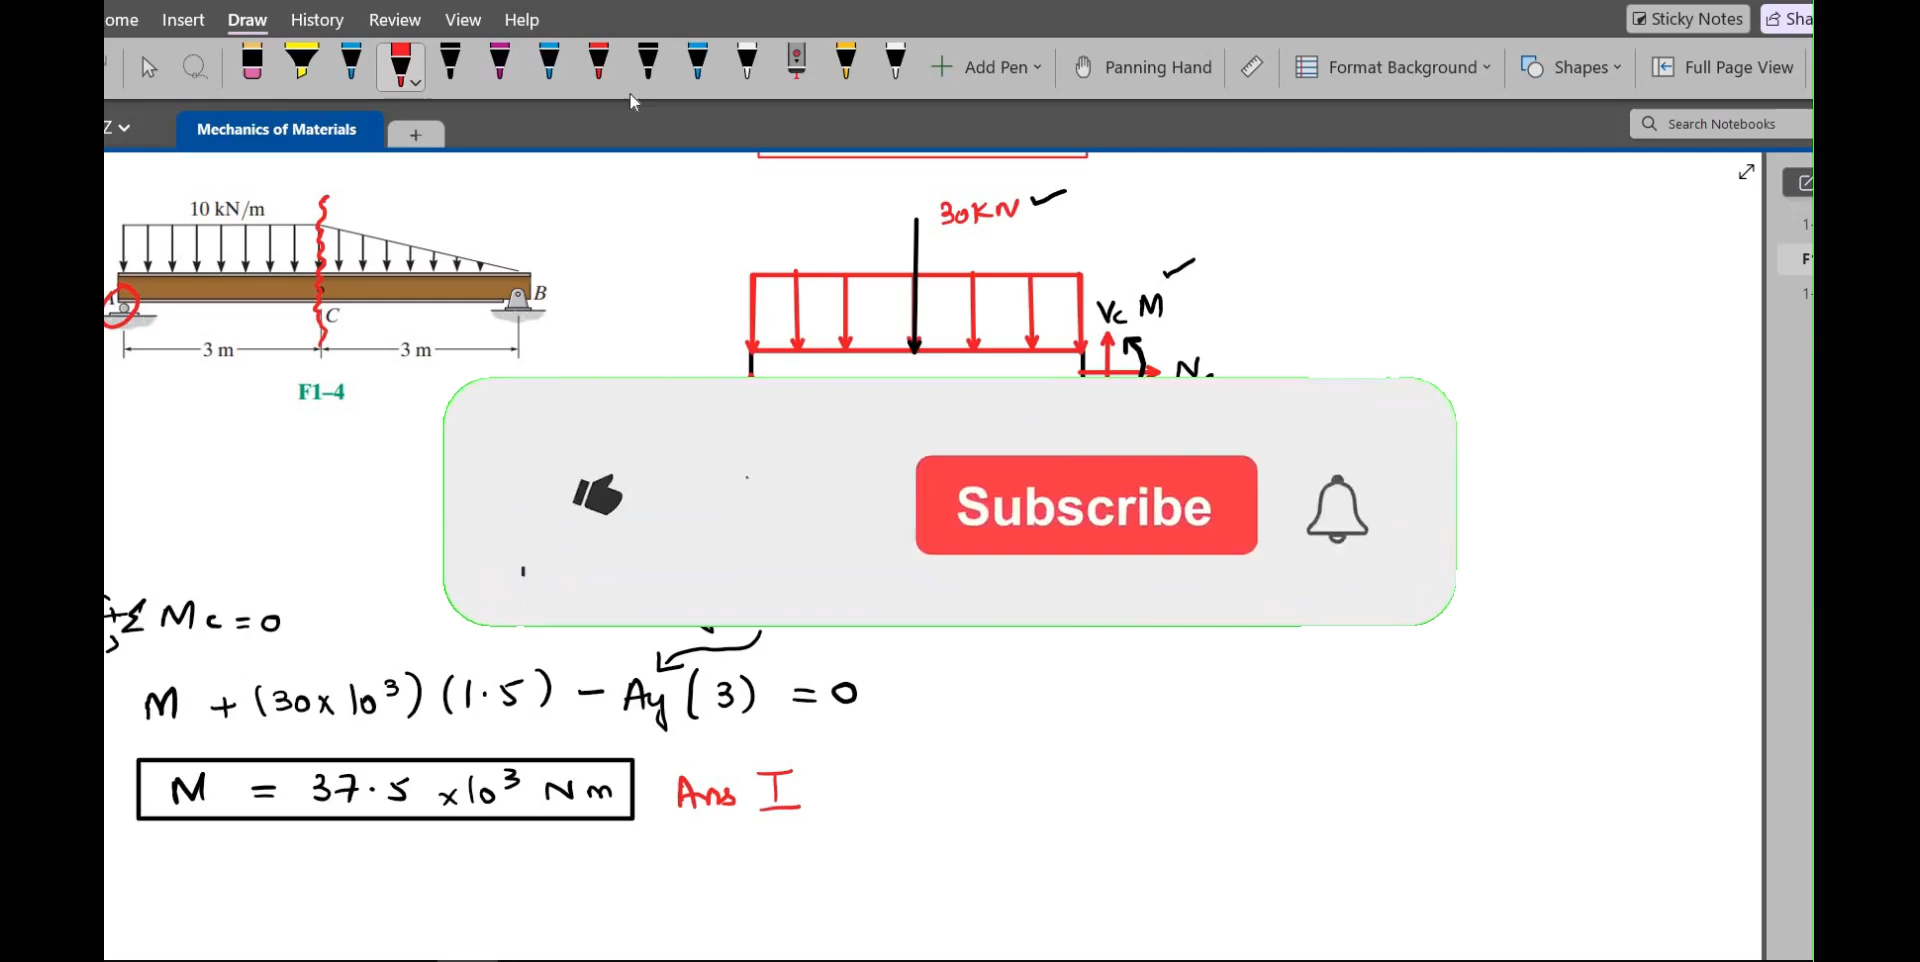 ome Insert Draw History Review View Help
Sticky Notes Sha
Add Pen Panning Hand Format Background Shapes Full Page View
Z Mechanics of Materials + Search Notebooks
30KN
10 kN/m
Vc M
B
C
3 m 3 m
F1–4
Subscribe
+ Σ Mc = 0
M + (30x10³)(1.5) - Ay(3) = 0
M = 37.5 x10³ Nm Ans I